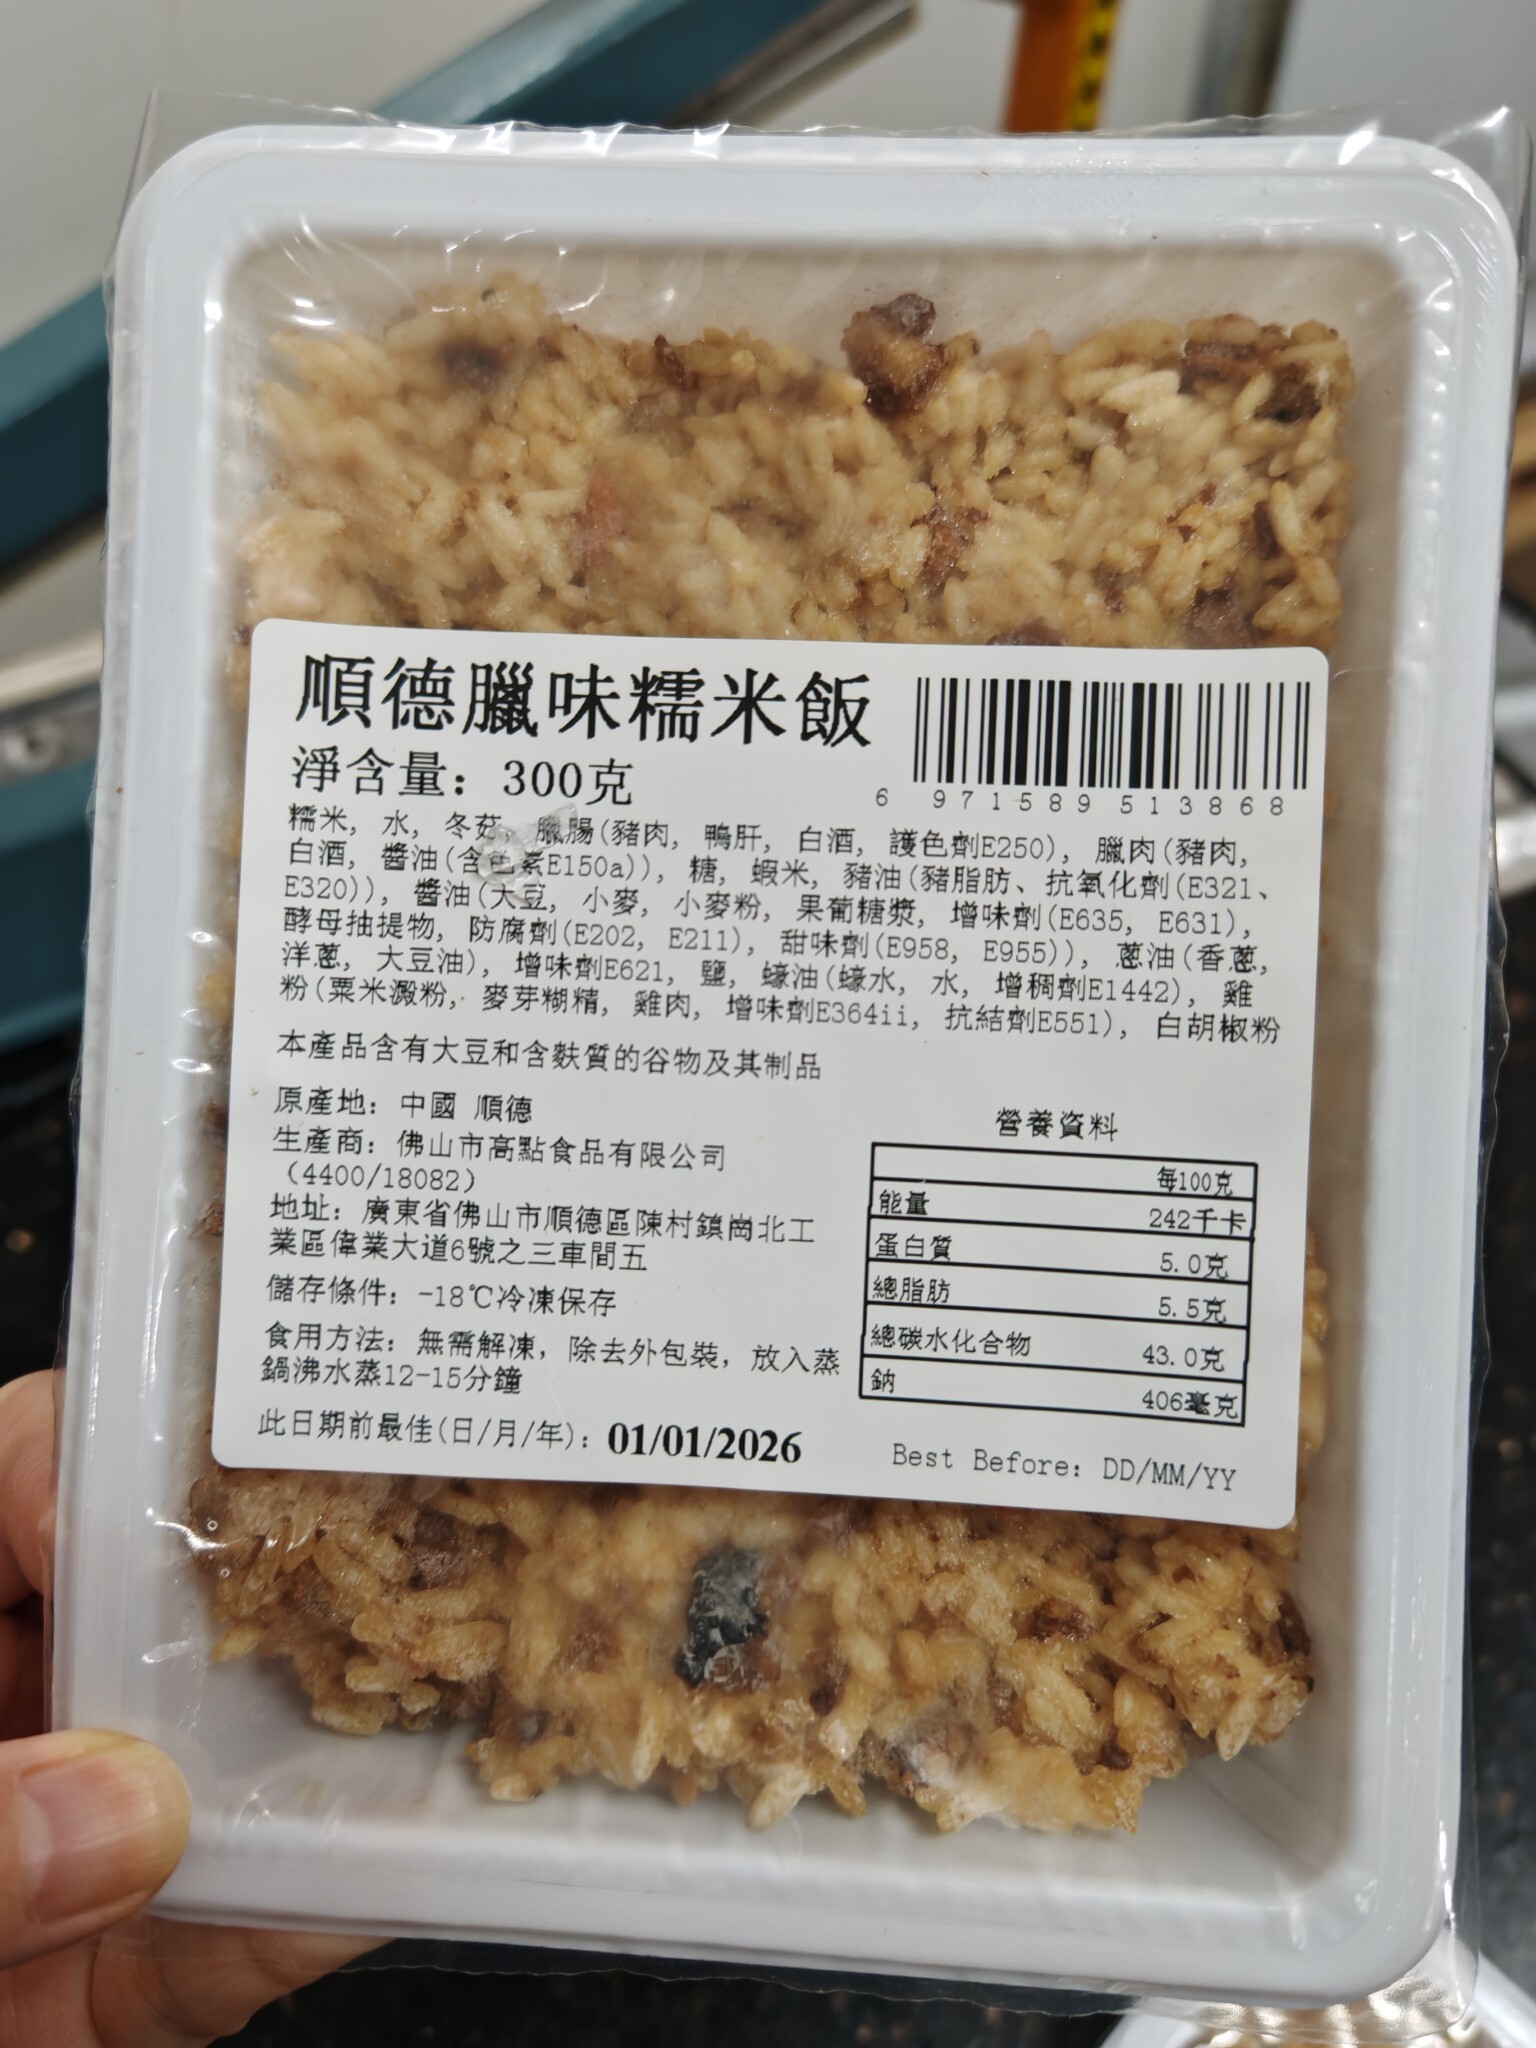 順德臘味糯米飯
淨含量：300克
6 971589 513868
糯米, 水, 冬菇, 臘腸(豬肉, 鴨肝, 白酒, 護色劑E250), 臘肉(豬肉,
白酒, 醬油(含色素E150a)), 糖, 蝦米, 豬油(豬脂肪、抗氧化劑(E321、
E320)), 醬油(大豆, 小麥, 小麥粉, 果葡糖漿, 增味劑(E635, E631),
酵母抽提物, 防腐劑(E202, E211), 甜味劑(E958, E955)), 蔥油(香蔥,
洋蔥, 大豆油), 增味劑E621, 鹽, 蠔油(蠔水, 水, 增稠劑E1442), 雞
粉(粟米澱粉, 麥芽糊精, 雞肉, 增味劑E364ii, 抗結劑E551), 白胡椒粉
本產品含有大豆和含麩質的谷物及其制品
原產地：中國 順德
生產商：佛山市高點食品有限公司
（4400/18082）
地址：廣東省佛山市順德區陳村鎮崗北工
業區偉業大道6號之三車間五
儲存條件：-18℃冷凍保存
食用方法：無需解凍，除去外包裝，放入蒸
鍋沸水蒸12-15分鐘
此日期前最佳(日/月/年)：01/01/2026
營養資料
每100克
能量 242千卡
蛋白質 5.0克
總脂肪 5.5克
總碳水化合物 43.0克
鈉 406毫克
Best Before: DD/MM/YY